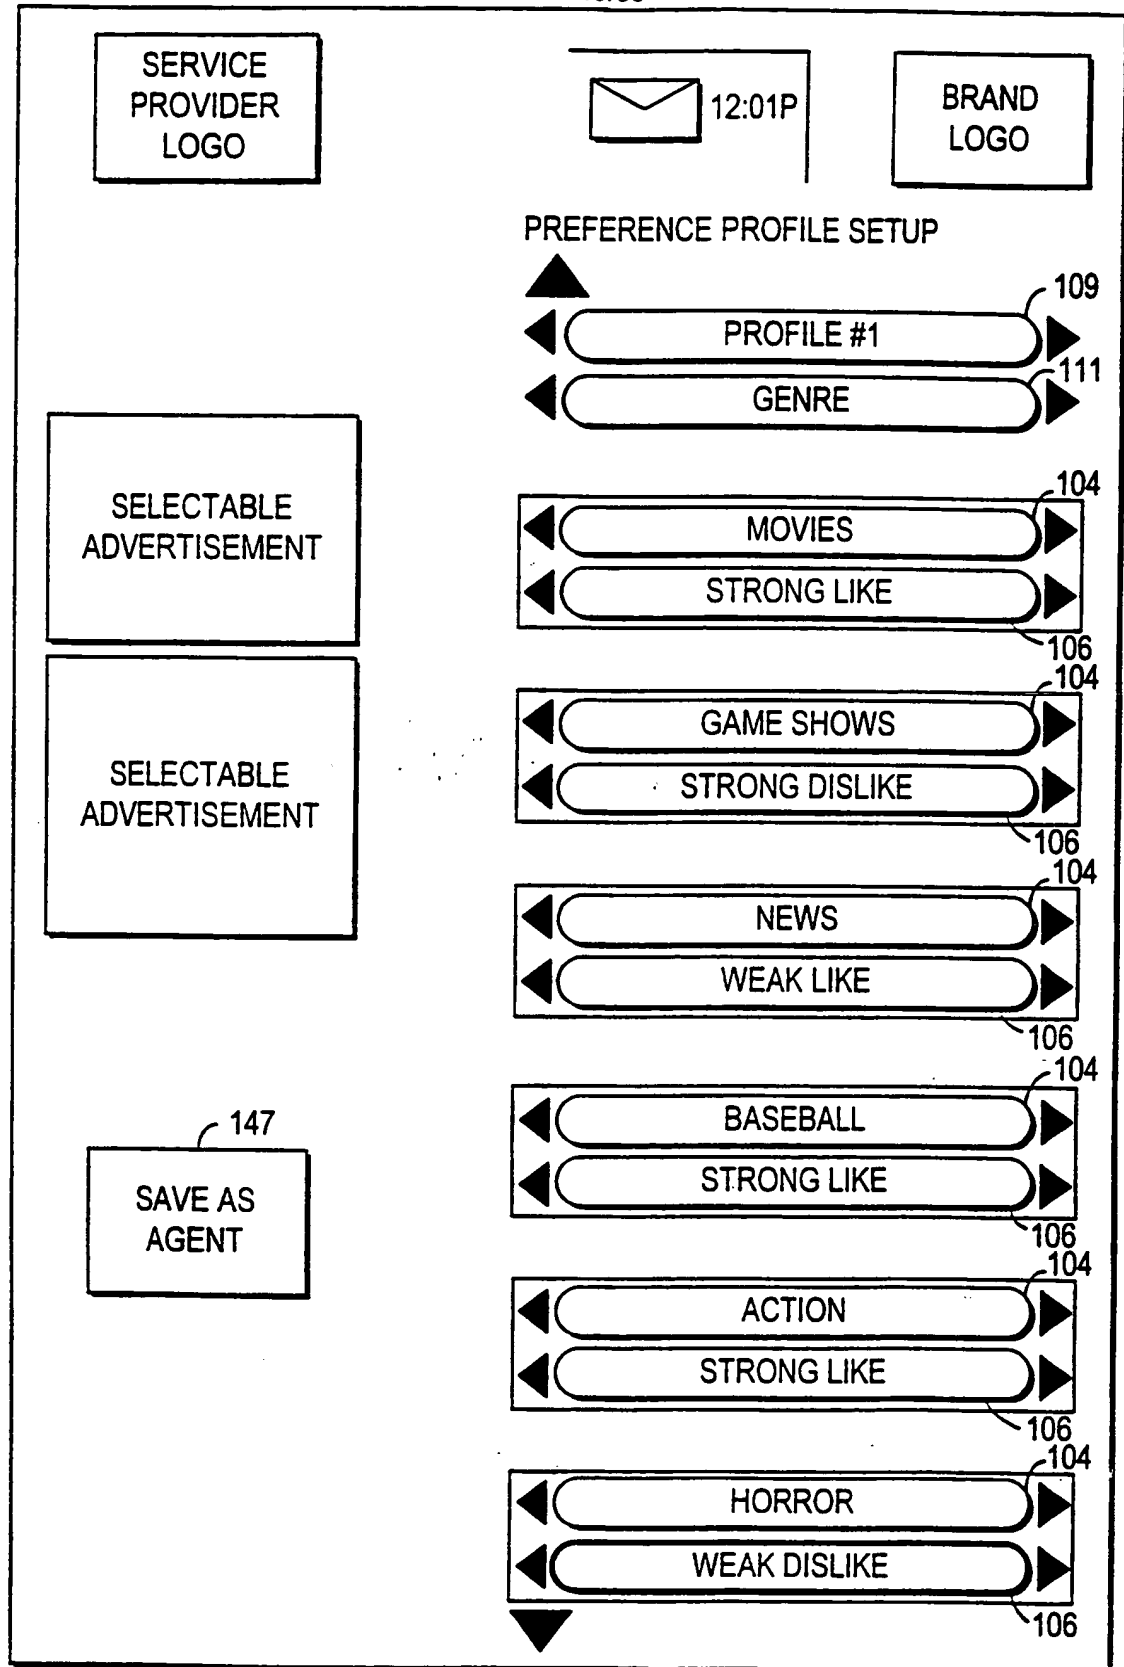 SERVICE
PROVIDER
LOGO
12:01P
BRAND
LOGO
PREFERENCE PROFILE SETUP
109
PROFILE #1
111
GENRE
SELECTABLE
ADVERTISEMENT
104
MOVIES
STRONG LIKE
106
SELECTABLE
ADVERTISEMENT
104
GAME SHOWS
STRONG DISLIKE
106
104
NEWS
WEAK LIKE
106
147
SAVE AS
AGENT
104
BASEBALL
STRONG LIKE
106
104
ACTION
STRONG LIKE
106
104
HORROR
WEAK DISLIKE
106